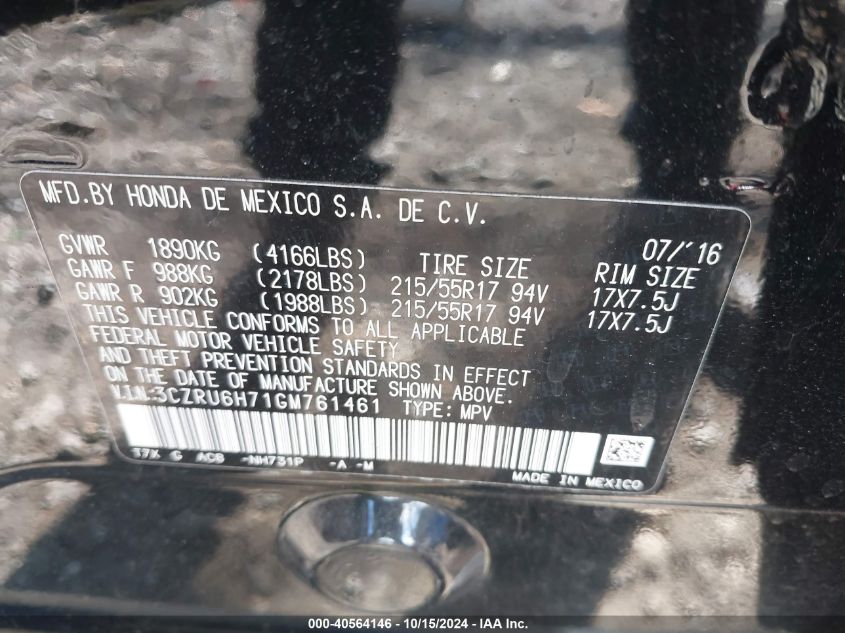 MFD.BY HONDA DE MEXICO S.A. DE C.V.
07/'16
GVWR 1890KG (4166LBS) TIRE SIZE RIM SIZE
GAWR F 988KG (2178LBS) 215/55R17 94V 17X7.5J
GAWR R 902KG (1988LBS) 215/55R17 94V 17X7.5J
THIS VEHICLE CONFORMS TO ALL APPLICABLE
FEDERAL MOTOR VEHICLE SAFETY
AND THEFT PREVENTION STANDARDS IN EFFECT
ON THE DATE OF MANUFACTURE SHOWN ABOVE.
V.I.N:3CZRU6H71GM761461 TYPE:MPV
37X G AC9 -NH731P -A -M
MADE IN MEXICO
000-40564146 - 10/15/2024 - IAA Inc.